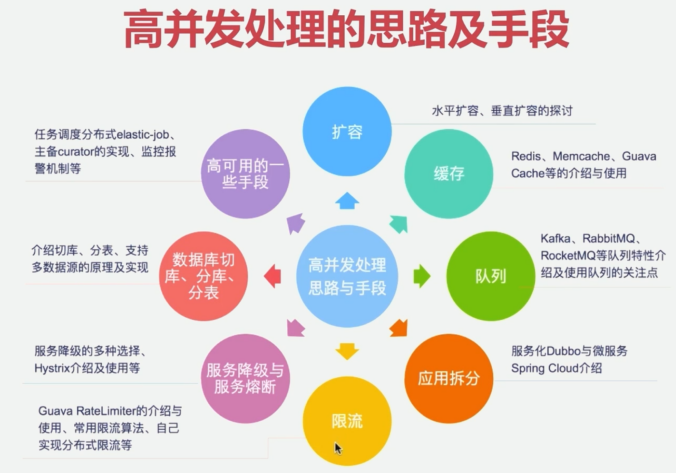 高并发处理的思路及手段
扩容
水平扩容、垂直扩容的探讨
缓存
Redis、Memcache、Guava
Cache等的介绍与使用
队列
Kafka、RabbitMQ、
RocketMQ等队列特性介
绍及使用队列的关注点
应用拆分
服务化Dubbo与微服务
Spring Cloud介绍
限流
Guava RateLimiter的介绍与
使用、常用限流算法、自己
实现分布式限流等
服务降级与
服务熔断
服务降级的多种选择、
Hystrix介绍及使用等
数据库切
库、分库、
分表
介绍切库、分表、支持
多数据源的原理及实现
高可用的一
些手段
任务调度分布式elastic-job、
主备curator的实现、监控报
警机制等
高并发处理
思路与手段